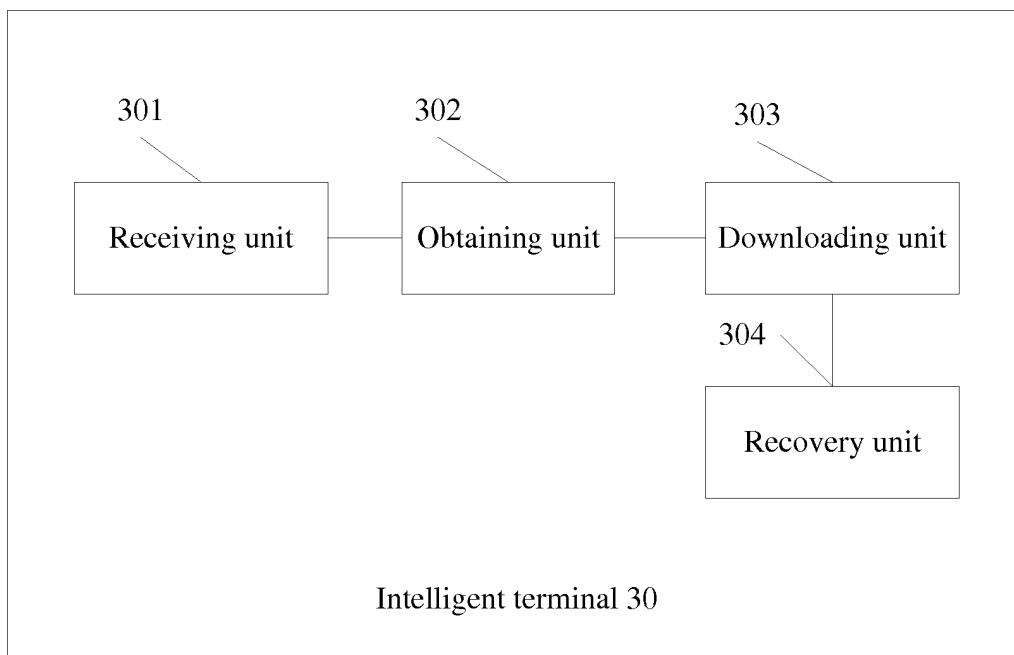 301
302
303
Receiving unit
Obtaining unit
Downloading unit
304
Recovery unit
Intelligent terminal 30